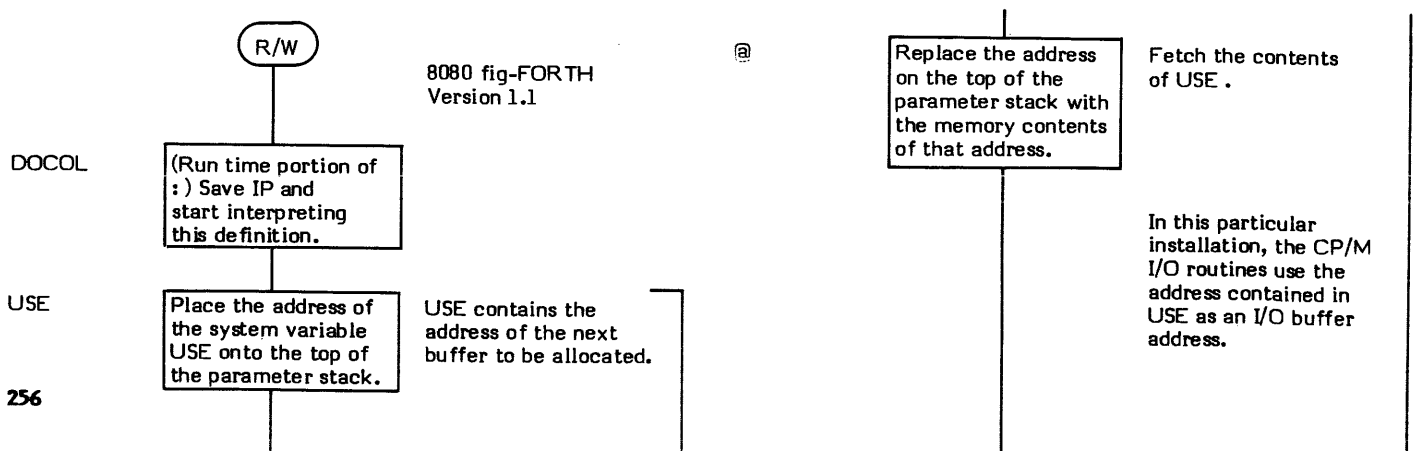 R/W
8080 fig-FORTH
Version 1.1
DOCOL
(Run time portion of
: ) Save IP and
start interpreting
this definition.
USE
Place the address of
the system variable
USE onto the top of
the parameter stack.
USE contains the
address of the next
buffer to be allocated.
256
@
Replace the address
on the top of the
parameter stack with
the memory contents
of that address.
Fetch the contents
of USE .
In this particular
installation, the CP/M
I/O routines use the
address contained in
USE as an I/O buffer
address.